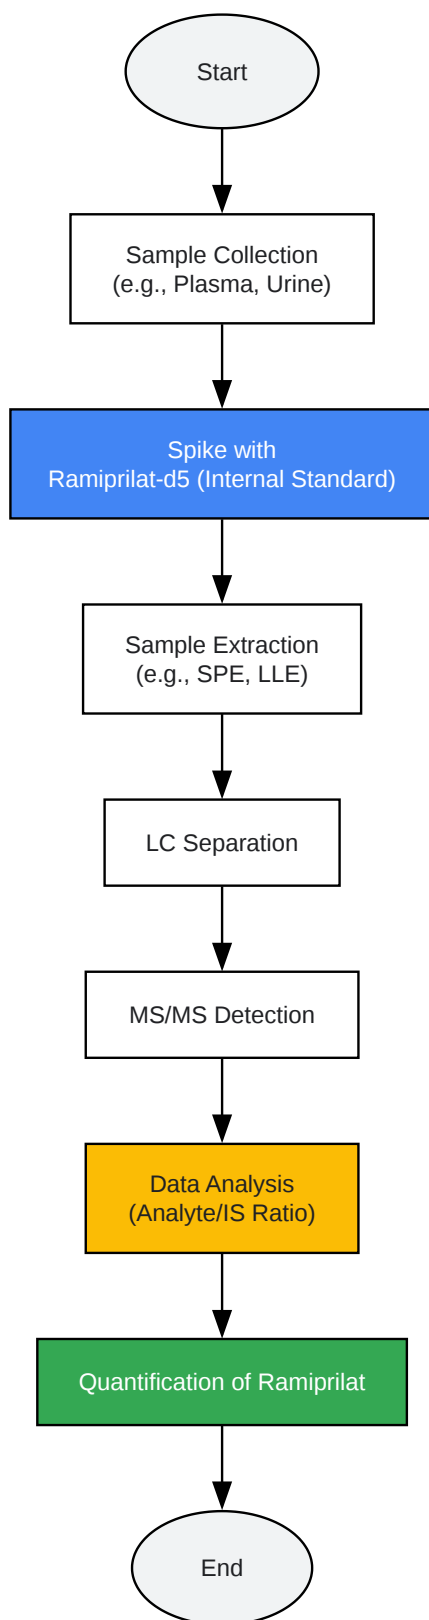 Start
Sample Collection
(e.g., Plasma, Urine)
Spike with
Ramiprilat-d5 (Internal Standard)
Sample Extraction
(e.g., SPE, LLE)
LC Separation
MS/MS Detection
Data Analysis
(Analyte/IS Ratio)
Quantification of Ramiprilat
End